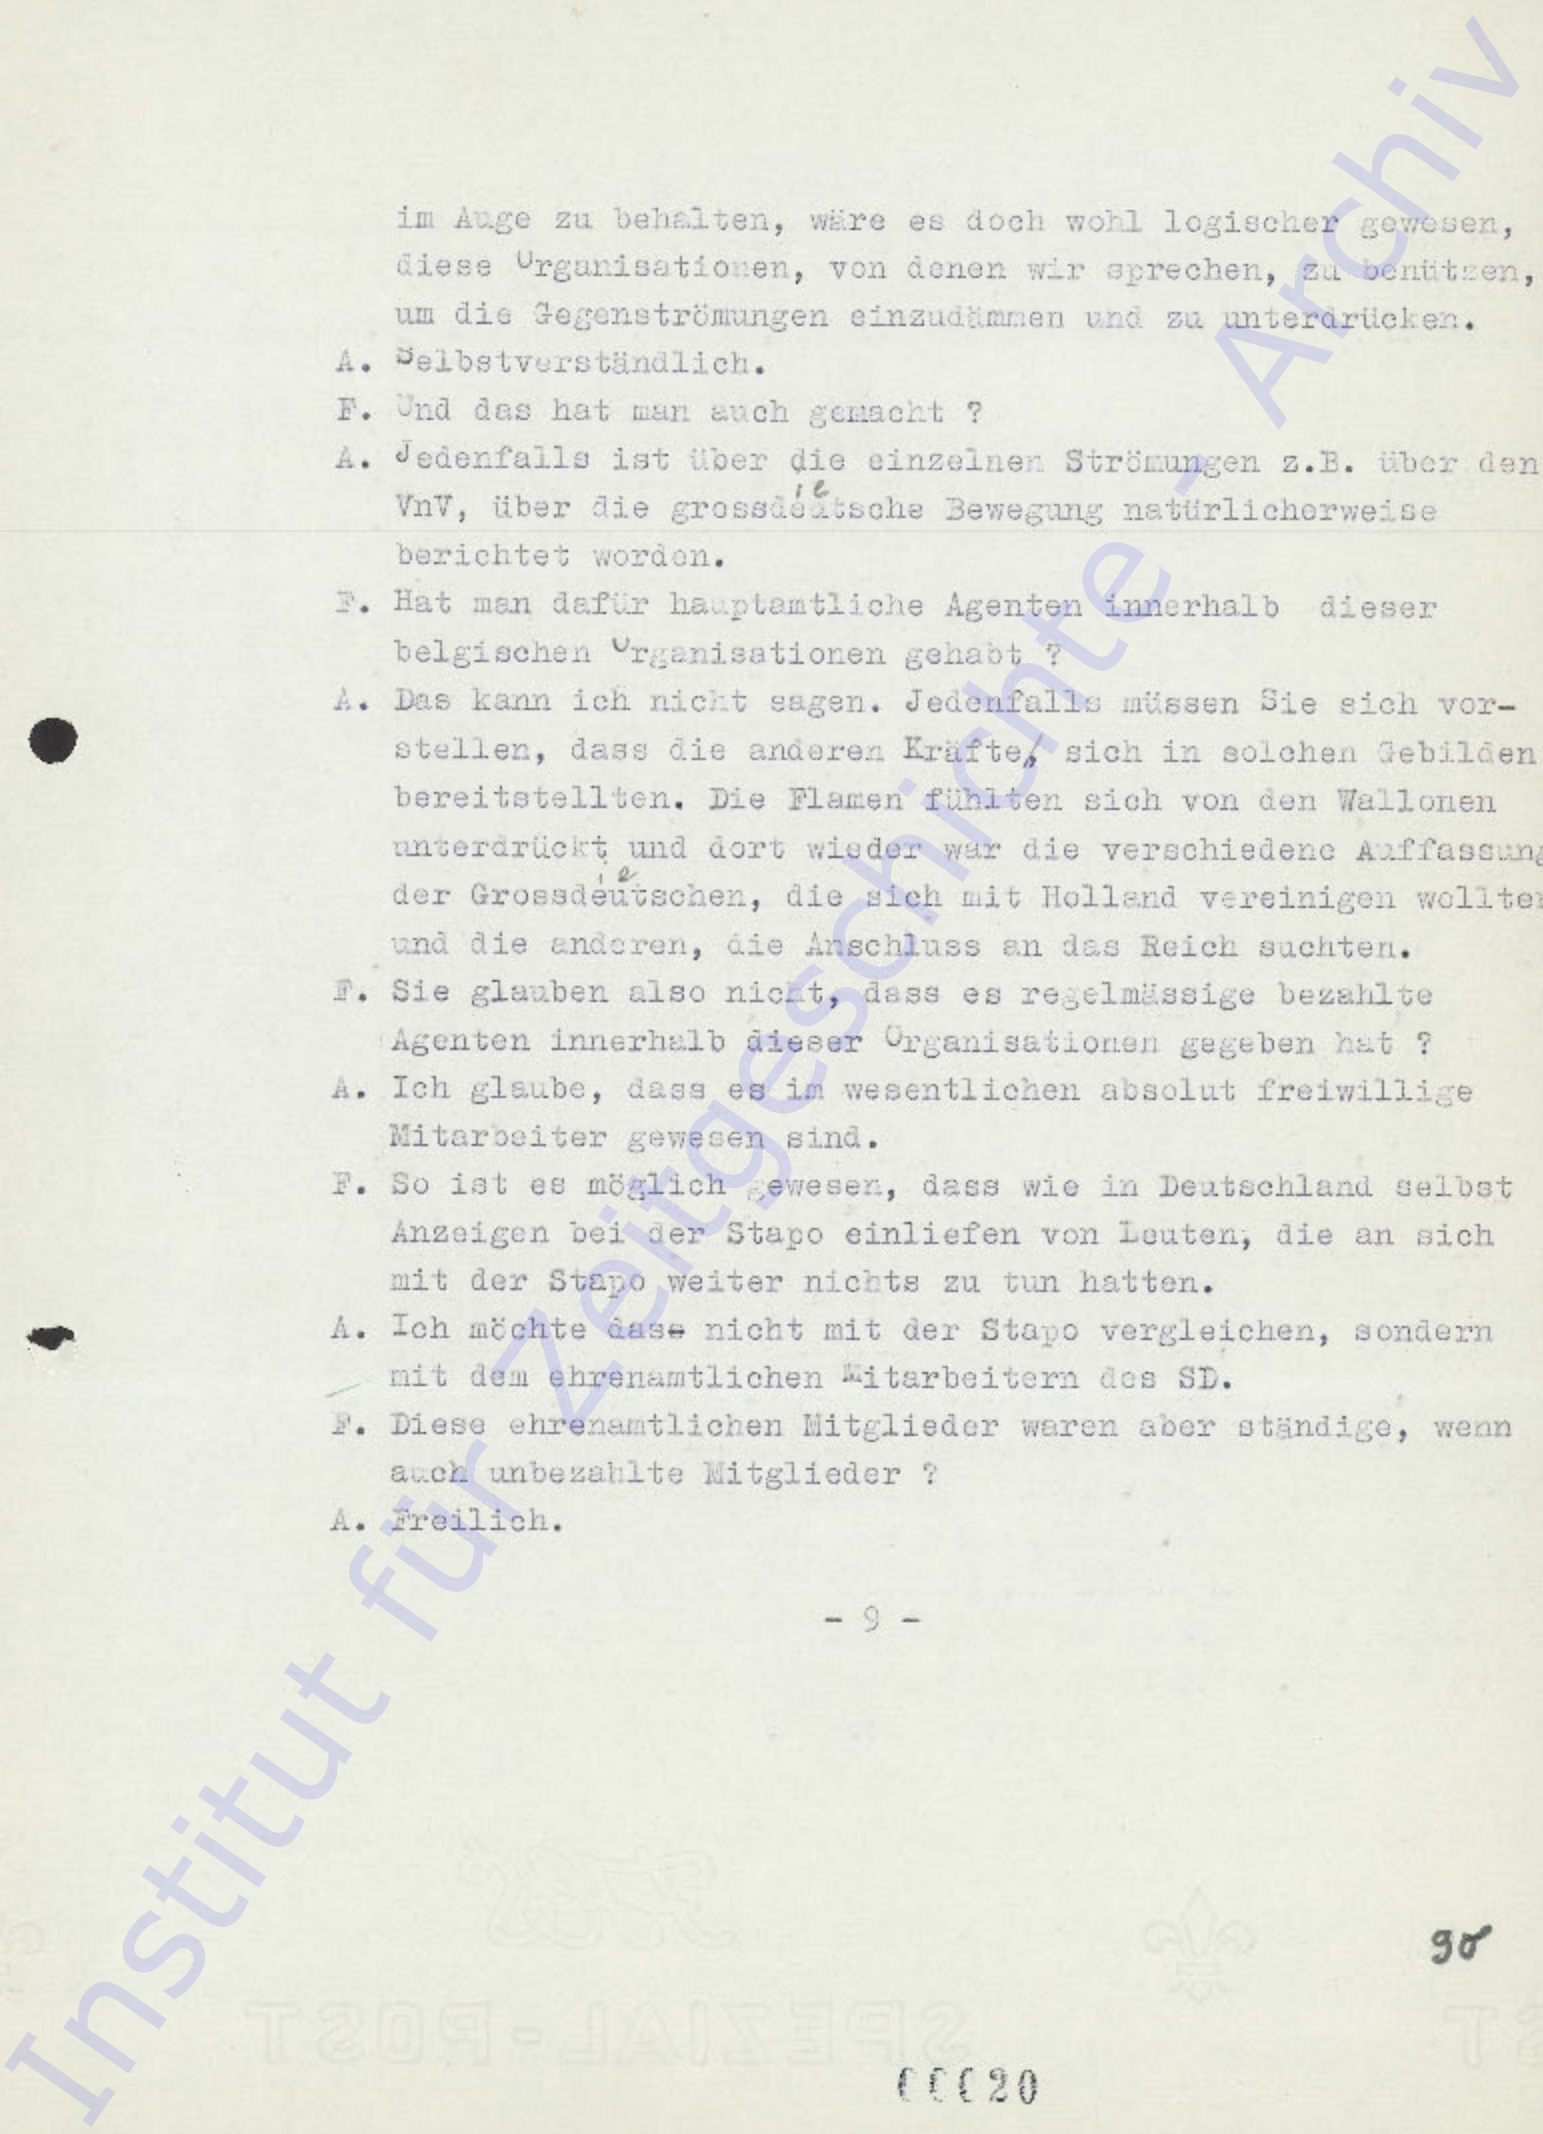 im Auge zu behalten, wäre es doch wohl logischer gewesen,
diese Organisationen, von denen wir sprechen, zu benützen,
um die Gegenströmungen einzudämmen und zu unterdrücken.
A. Selbstverständlich.
F. Und das hat man auch gemacht ?
A. Jedenfalls ist über die einzelnen Strömungen z.B. über den
VnV, über die grossdietsche Bewegung natürlicherweise
berichtet worden.
F. Hat man dafür hauptamtliche Agenten innerhalb dieser
belgischen Organisationen gehabt ?
A. Das kann ich nicht sagen. Jedenfalls müssen Sie sich vor-
stellen, dass die anderen Kräfte sich in solchen Gebilden
bereitstellten. Die Flamen fühlten sich von den Wallonen
unterdrückt und dort wieder war die verschiedene Auffassung
der Grossdietschen, die sich mit Holland vereinigen wollten
und die anderen, die Anschluss an das Reich suchten.
F. Sie glauben also nicht, dass es regelmässige bezahlte
Agenten innerhalb dieser Organisationen gegeben hat ?
A. Ich glaube, dass es im wesentlichen absolut freiwillige
Mitarbeiter gewesen sind.
F. So ist es möglich gewesen, dass wie in Deutschland selbst
Anzeigen bei der Stapo einliefen von Leuten, die an sich
mit der Stapo weiter nichts zu tun hatten.
A. Ich möchte das nicht mit der Stapo vergleichen, sondern
mit dem ehrenamtlichen Mitarbeitern des SD.
F. Diese ehrenamtlichen Mitglieder waren aber ständige, wenn
auch unbezahlte Mitglieder ?
A. Freilich.
- 9 -
SPEZIAL-POST
20
Institut für Zeitgeschichte - Archiv